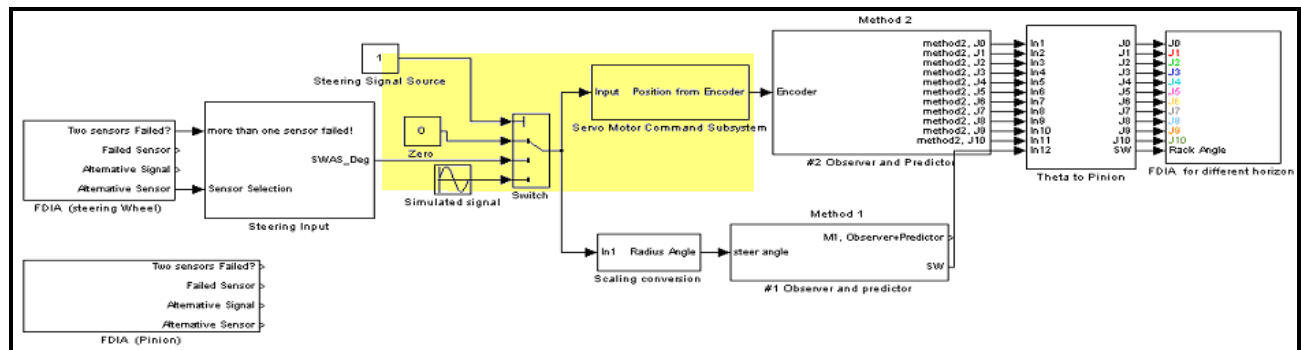 Method 2
1
Steering Signal Source
Input Position from Encoder
Servo Motor Command Subsystem
Encoder
method2, J0
method2, J1
method2, J2
method2, J3
method2, J4
method2, J5
method2, J6
method2, J7
method2, J8
method2, J9
method2, J10
#2 Observer and Predictor
In1
In2
In3
In4
In5
In6
In7
In8
In9
In10
In11
In12
J0
J1
J2
J3
J4
J5
J6
J7
J8
J9
J10
SW
Theta to Pinion
J0
J1
J2
J3
J4
J5
J6
J7
J8
J9
J10
Rack Angle
FDIA for different horizon
Two sensors Failed?
Failed Sensor
Alternative Signal
Alternative Sensor
FDIA (steering Wheel)
more than one sensor failed!
SWAS_Deg
Sensor Selection
Steering Input
0
Zero
Simulated signal
Switch
Method 1
In1 Radius Angle
Scaling conversion
steer angle
M1, Observer+Predictor
SW
#1 Observer and predictor
Two sensors Failed?
Failed Sensor
Alternative Signal
Alternative Sensor
FDIA (Pinion)